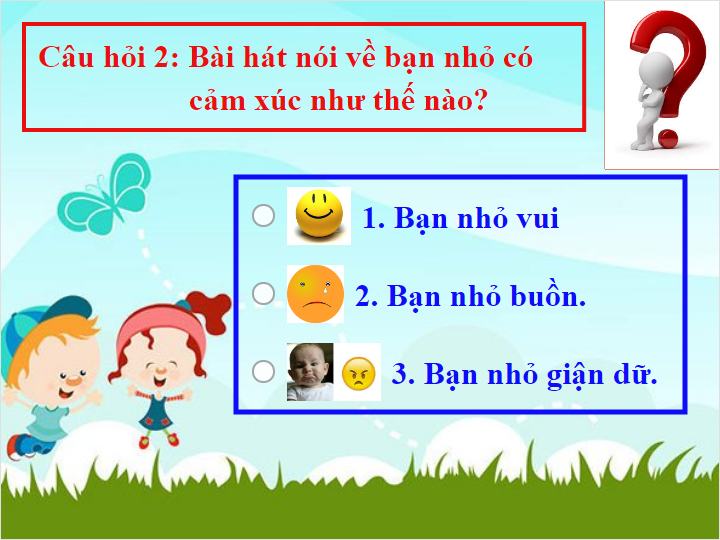 Câu hỏi 2: Bài hát nói về bạn nhỏ có
cảm xúc như thế nào?
1. Bạn nhỏ vui
2. Bạn nhỏ buồn.
3. Bạn nhỏ giận dữ.